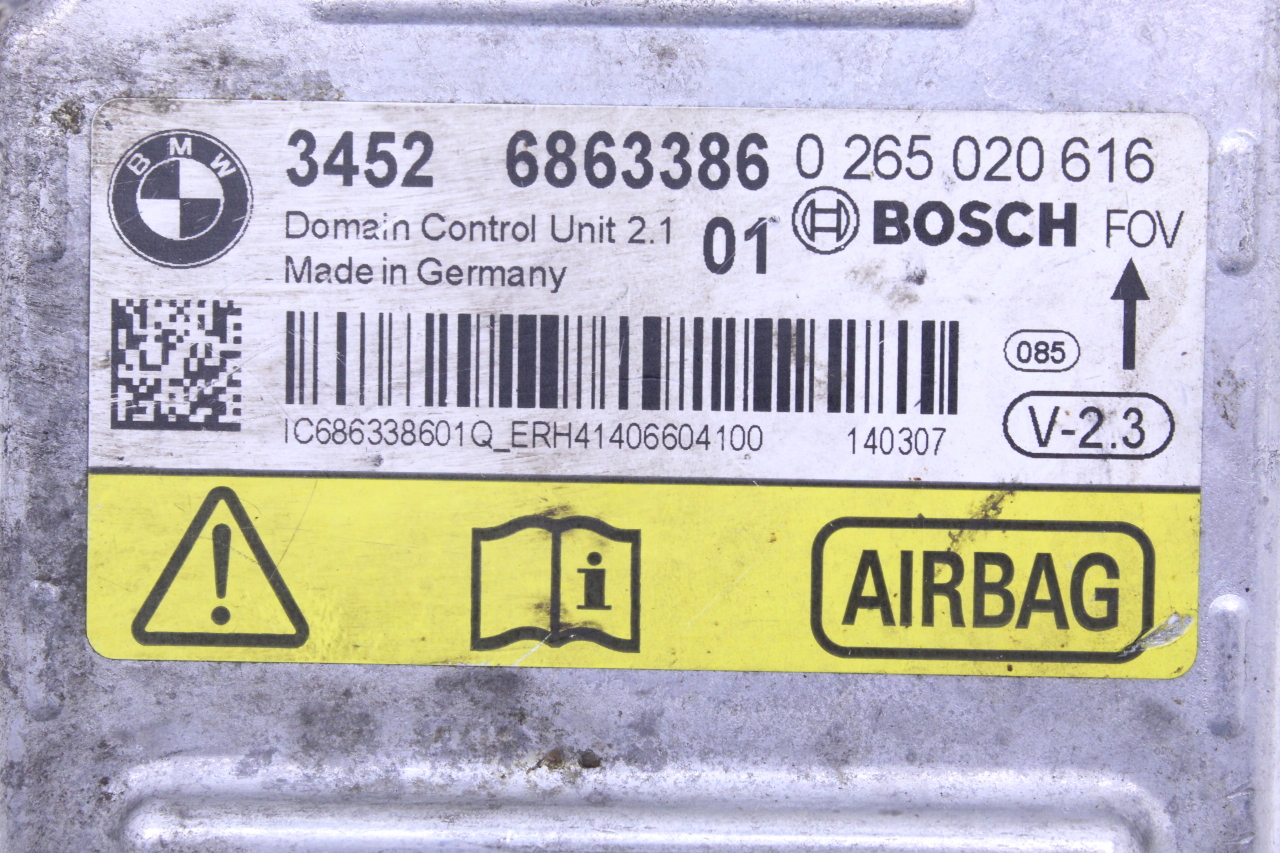 BMW
3452 6863386 0 265 020 616
Domain Control Unit 2.1 01 BOSCH FOV
Made in Germany
085
IC686338601Q_ERH41406604100 140307 V-2.3
! i AIRBAG